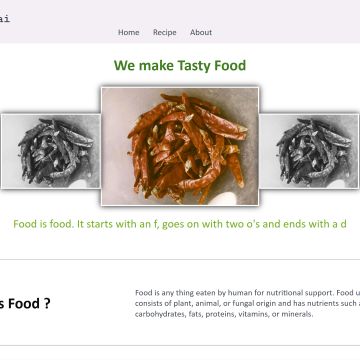 ai
Home Recipe About
We make Tasty Food
Food is food. It starts with an f, goes on with two o's and ends with a d
s Food ?
Food is any thing eaten by human for nutritional support. Food u
consists of plant, animal, or fungal origin and has nutrients such a
carbohydrates, fats, proteins, vitamins, or minerals.